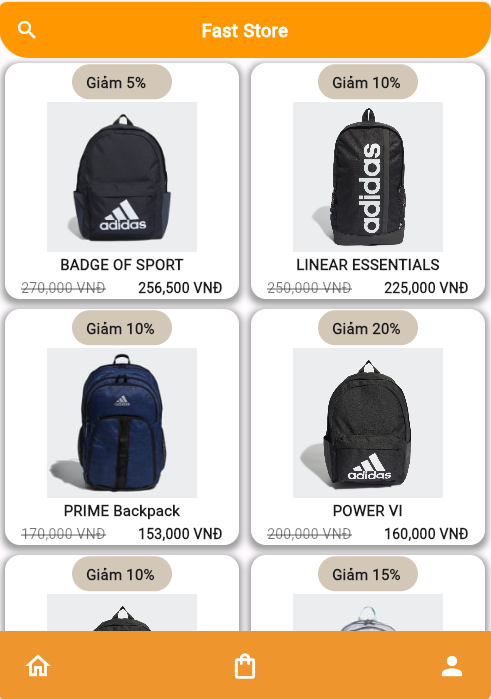 Fast Store
Giảm 5%
Giảm 10%
adidas
adidas
BADGE OF SPORT
LINEAR ESSENTIALS
270,000 VNĐ 256,500 VNĐ
250,000 VNĐ 225,000 VNĐ
Giảm 10%
Giảm 20%
adidas
adidas
PRIME Backpack
POWER VI
170,000 VNĐ 153,000 VNĐ
200,000 VNĐ 160,000 VNĐ
Giảm 10%
Giảm 15%